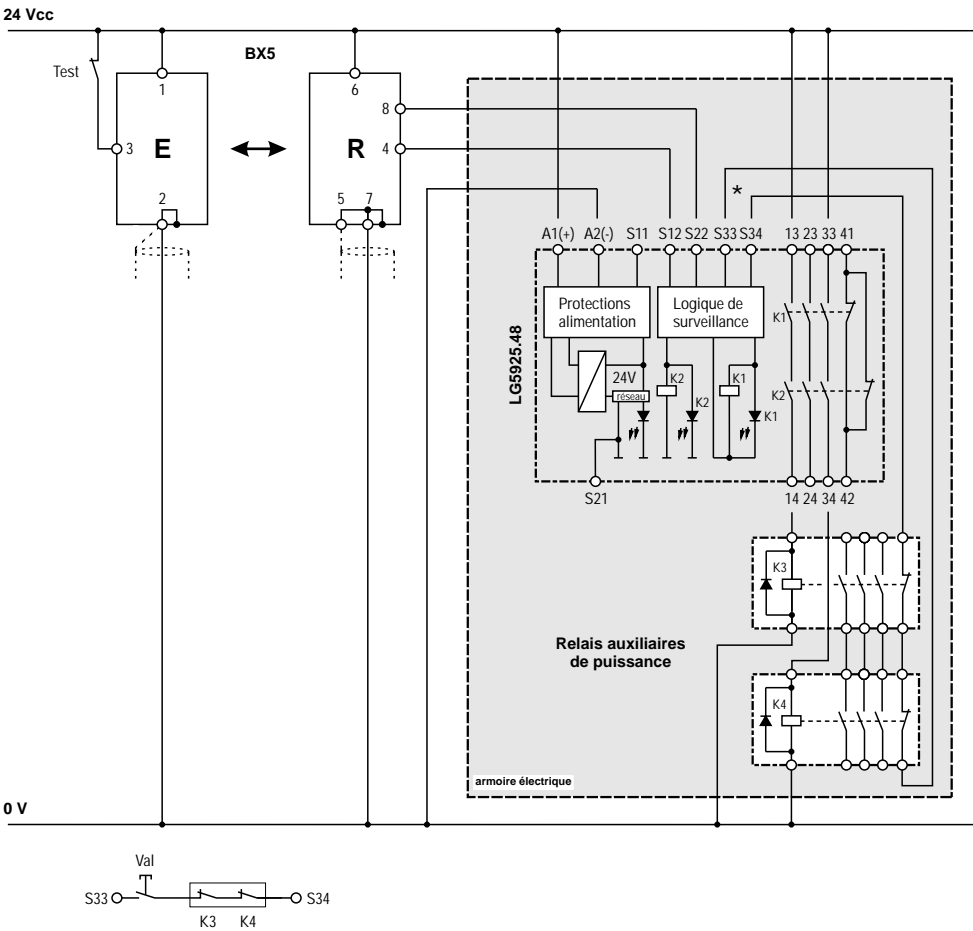 24 Vcc
BX5
Test
1
6
8
3
E
R
4
2
5 7
*
A1(+) A2(-) S11 S12 S22 S33 S34 13 23 33 41
Protections
alimentation
Logique de
surveillance
K1
LG5925.48
24V
réseau
K2
K1
K2
K2
K1
S21
14 24 34 42
K3
Relais auxiliaires
de puissance
K4
armoire électrique
0 V
Val
S33
S34
K3 K4